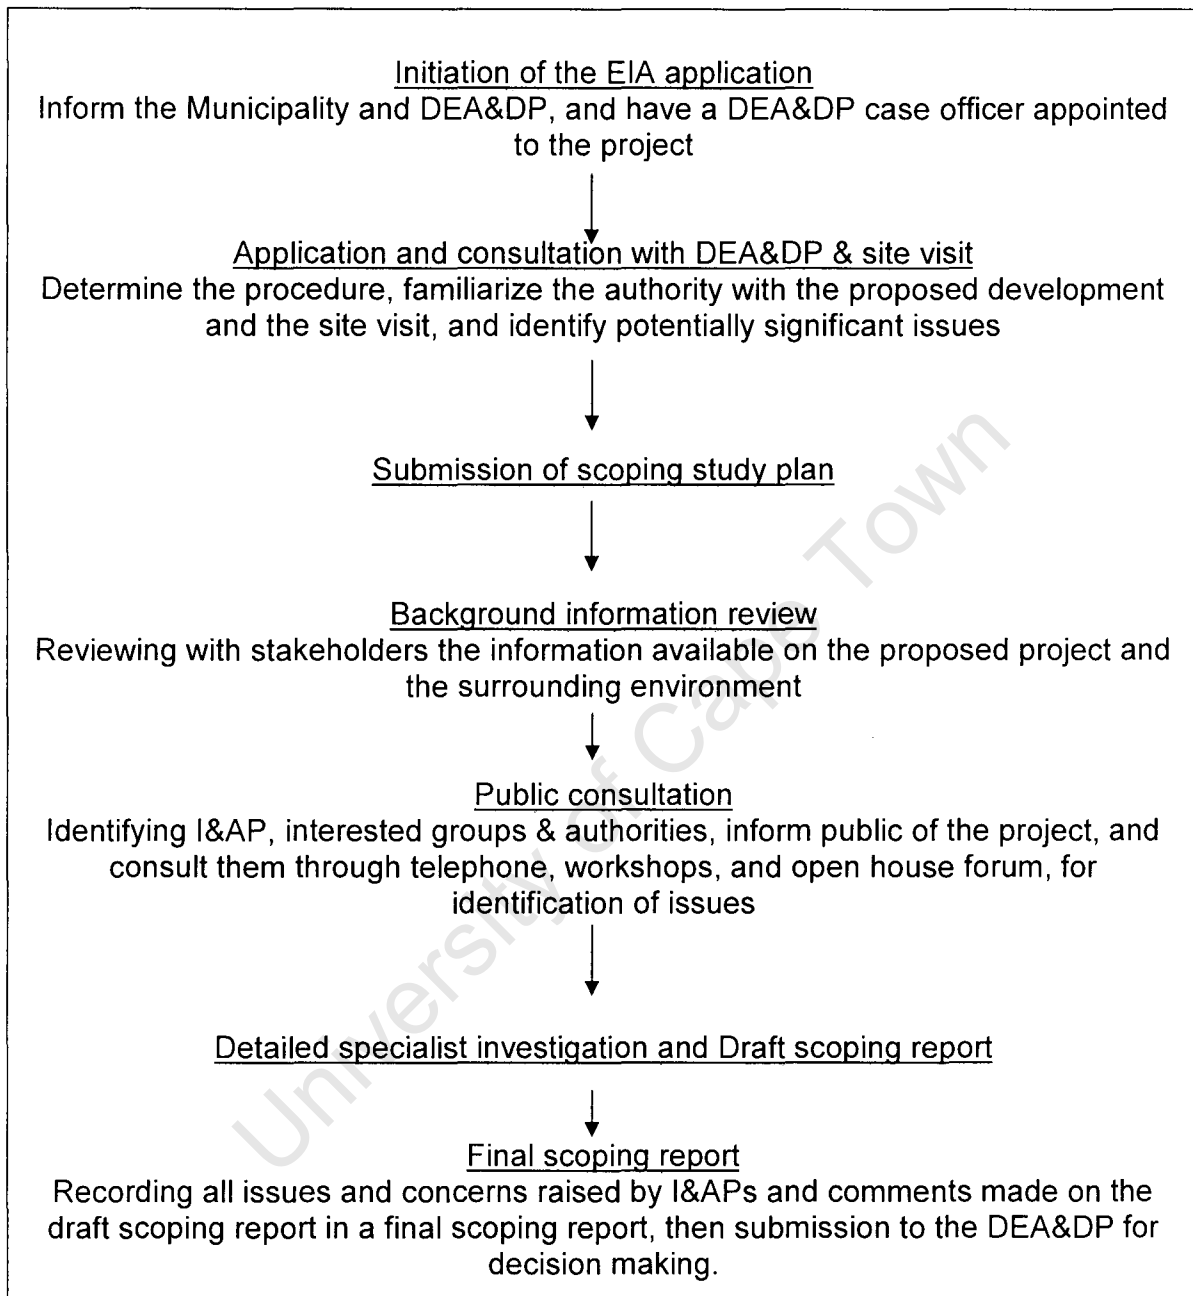 Initiation of the EIA application
Inform the Municipality and DEA&DP, and have a DEA&DP case officer appointed
to the project
Application and consultation with DEA&DP & site visit
Determine the procedure, familiarize the authority with the proposed development
and the site visit, and identify potentially significant issues
Submission of scoping study plan
Background information review
Reviewing with stakeholders the information available on the proposed project and
the surrounding environment
Public consultation
Identifying I&AP, interested groups & authorities, inform public of the project, and
consult them through telephone, workshops, and open house forum, for
identification of issues
Detailed specialist investigation and Draft scoping report
Final scoping report
Recording all issues and concerns raised by I&APs and comments made on the
draft scoping report in a final scoping report, then submission to the DEA&DP for
decision making.
University of Cape Town